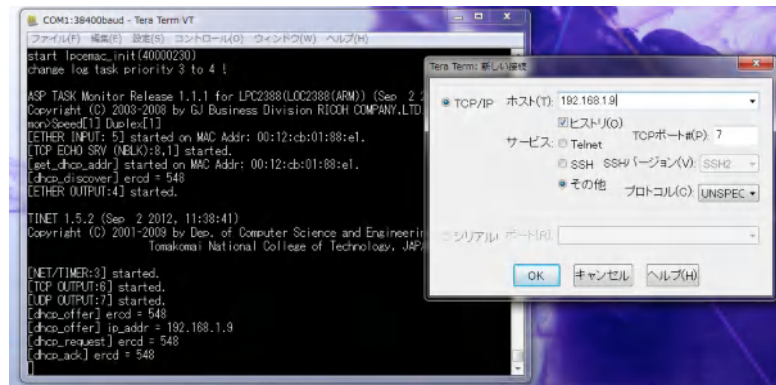 COM1:38400baud - Tera Term VT
ファイル(F) 編集(E) 設定(S) コントロール(O) ウィンドウ(W) ヘルプ(H)
start lpcemac_init(40000230)
change log task priority 3 to 4 !
ASP TASK Monitor Release 1.1.1 for LPC2388(LOC2388(ARM)) (Sep 2 2
Copyright (C) 2003-2008 by GJ Business Division RICOH COMPANY,LTD
mon>Speed[1] Duplex[1]
[ETHER INPUT: 5] started on MAC Addr: 00:12:cb:01:88:e1.
[TCP ECHO SRV (NBLK):8,1] started.
[get_dhcp_addr] started on MAC Addr: 00:12:cb:01:88:e1.
[dhcp_discover] ercd = 548
[ETHER OUTPUT:4] started.
TINET 1.5.2 (Sep 2 2012, 11:38:41)
Copyright (C) 2001-2009 by Dep. of Computer Science and Engineerin
Tomakomai National College of Technology, JAPA
[NET/TIMER:3] started.
[TCP OUTPUT:6] started.
[UDP OUTPUT:7] started.
[dhcp_offer] ercd = 548
[dhcp_offer] ip_addr = 192.168.1.9
[dhcp_request] ercd = 548
[dhcp_ack] ercd = 548
Tera Term: 新しい接続
TCP/IP ホスト(T): 192.168.1.9
ヒストリ(O)
サービス: Telnet TCPポート#(P): 7
SSH SSHバージョン(V): SSH2
その他 プロトコル(C): UNSPEC
シリアル ポート(R):
OK キャンセル ヘルプ(H)